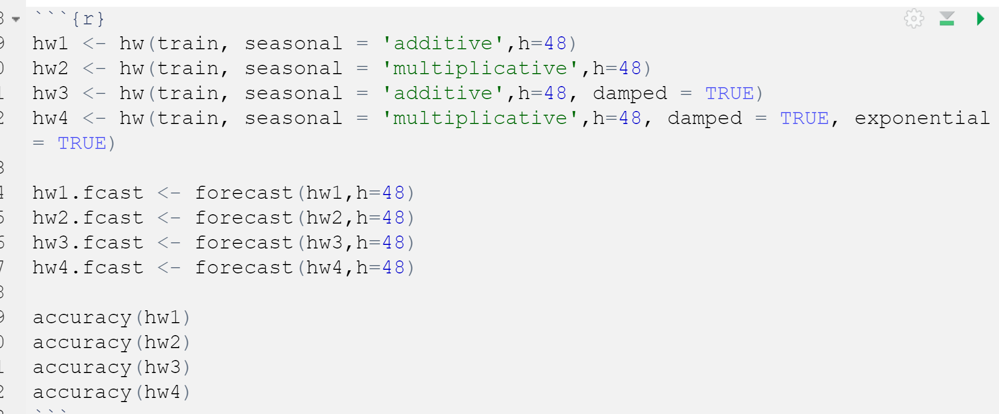 ```{r}
hw1 <- hw(train, seasonal = 'additive',h=48)
hw2 <- hw(train, seasonal = 'multiplicative',h=48)
hw3 <- hw(train, seasonal = 'additive',h=48, damped = TRUE)
hw4 <- hw(train, seasonal = 'multiplicative',h=48, damped = TRUE, exponential
= TRUE)
hw1.fcast <- forecast(hw1,h=48)
hw2.fcast <- forecast(hw2,h=48)
hw3.fcast <- forecast(hw3,h=48)
hw4.fcast <- forecast(hw4,h=48)
accuracy(hw1)
accuracy(hw2)
accuracy(hw3)
accuracy(hw4)
```